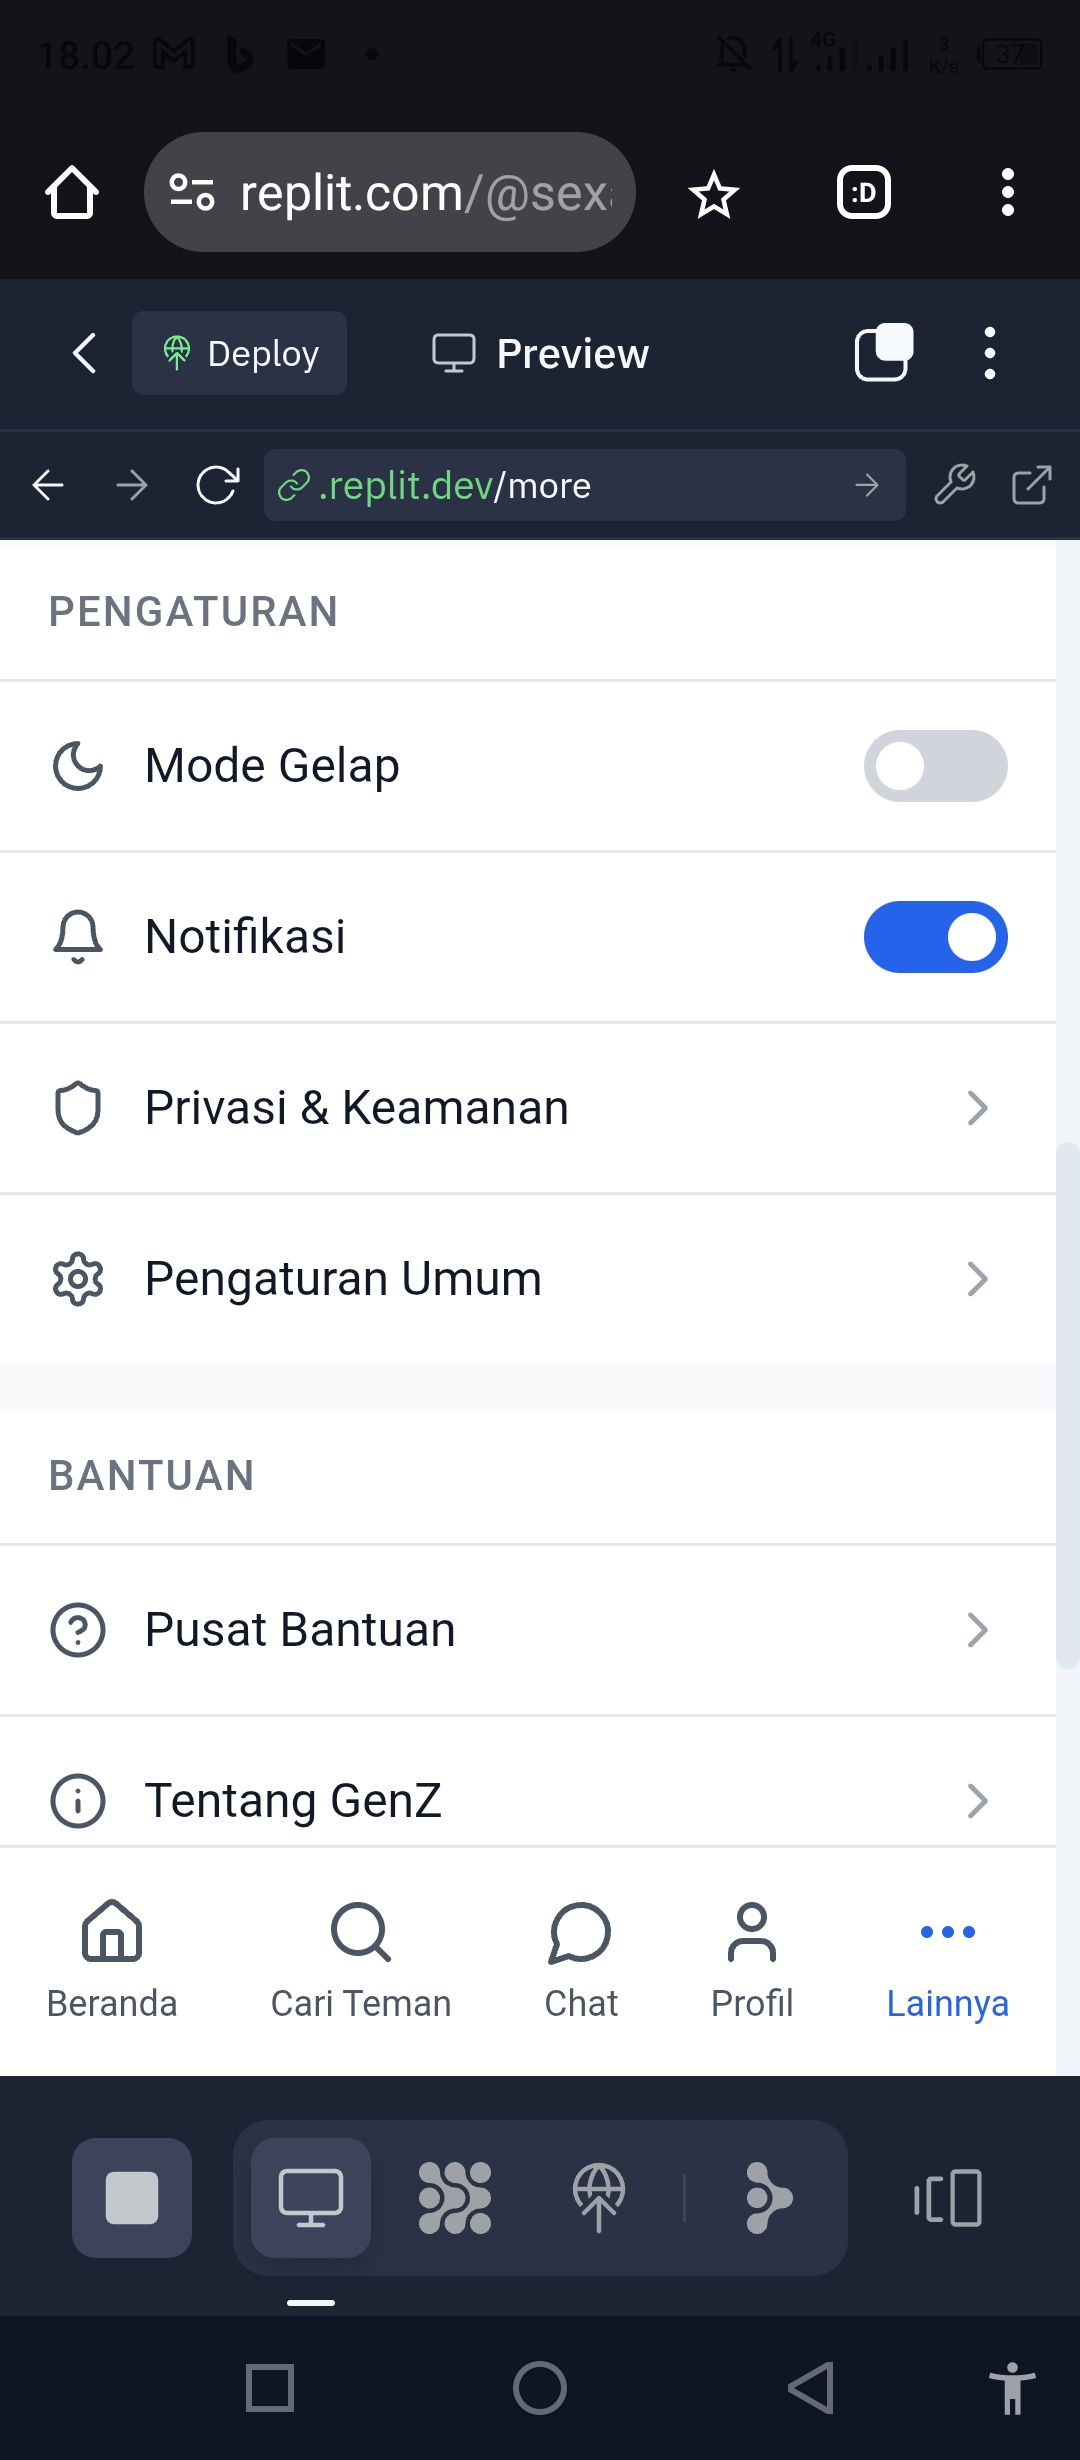 18.02
4G
3
K/s
37
replit.com/@sex
:D
Deploy
Preview
.replit.dev/more
PENGATURAN
Mode Gelap
Notifikasi
Privasi & Keamanan
Pengaturan Umum
BANTUAN
Pusat Bantuan
Tentang GenZ
Beranda
Cari Teman
Chat
Profil
Lainnya